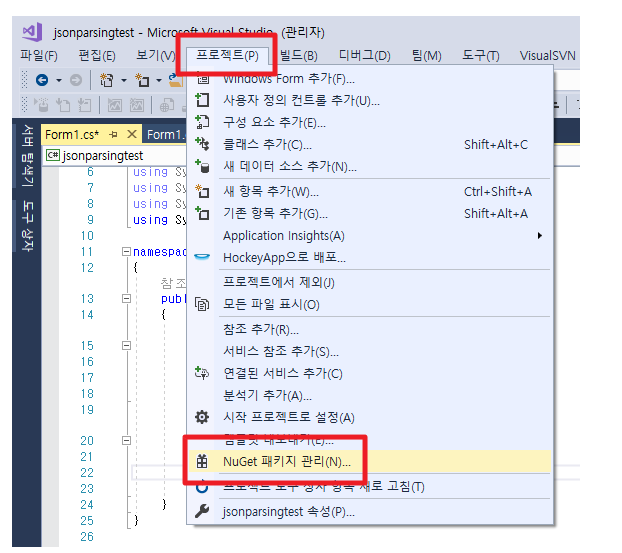 jsonparsingtest - Microsoft Visual Studio (관리자)
파일(F) 편집(E) 보기(V) 프로젝트(P) 빌드(B) 디버그(D) 팀(M) 도구(T) VisualSVN
Windows Form 추가(F)...
사용자 정의 컨트롤 추가(U)...
구성 요소 추가(E)...
Form1.cs* Form1.
클래스 추가(C)... Shift+Alt+C
서버 탐색기
도구 상자
C# jsonparsingtest
새 데이터 소스 추가(N)...
6 using Sy
7 using Sy
새 항목 추가(W)... Ctrl+Shift+A
8 using Sy
기존 항목 추가(G)... Shift+Alt+A
9 using Sy
10
Application Insights(A)
11 namespac
HockeyApp으로 배포...
12 {
프로젝트에서 제외(J)
참조
13 publ
모든 파일 표시(O)
14 {
참조 추가(R)...
15
서비스 참조 추가(S)...
16
연결된 서비스 추가(C)
17
분석기 추가(A)...
18
19
시작 프로젝트로 설정(A)
20
템플릿 내보내기(E)...
21
NuGet 패키지 관리(N)...
22
23
프로젝트 도구 상자 항목 새로 고침(T)
24 }
jsonparsingtest 속성(P)...
25 }
26